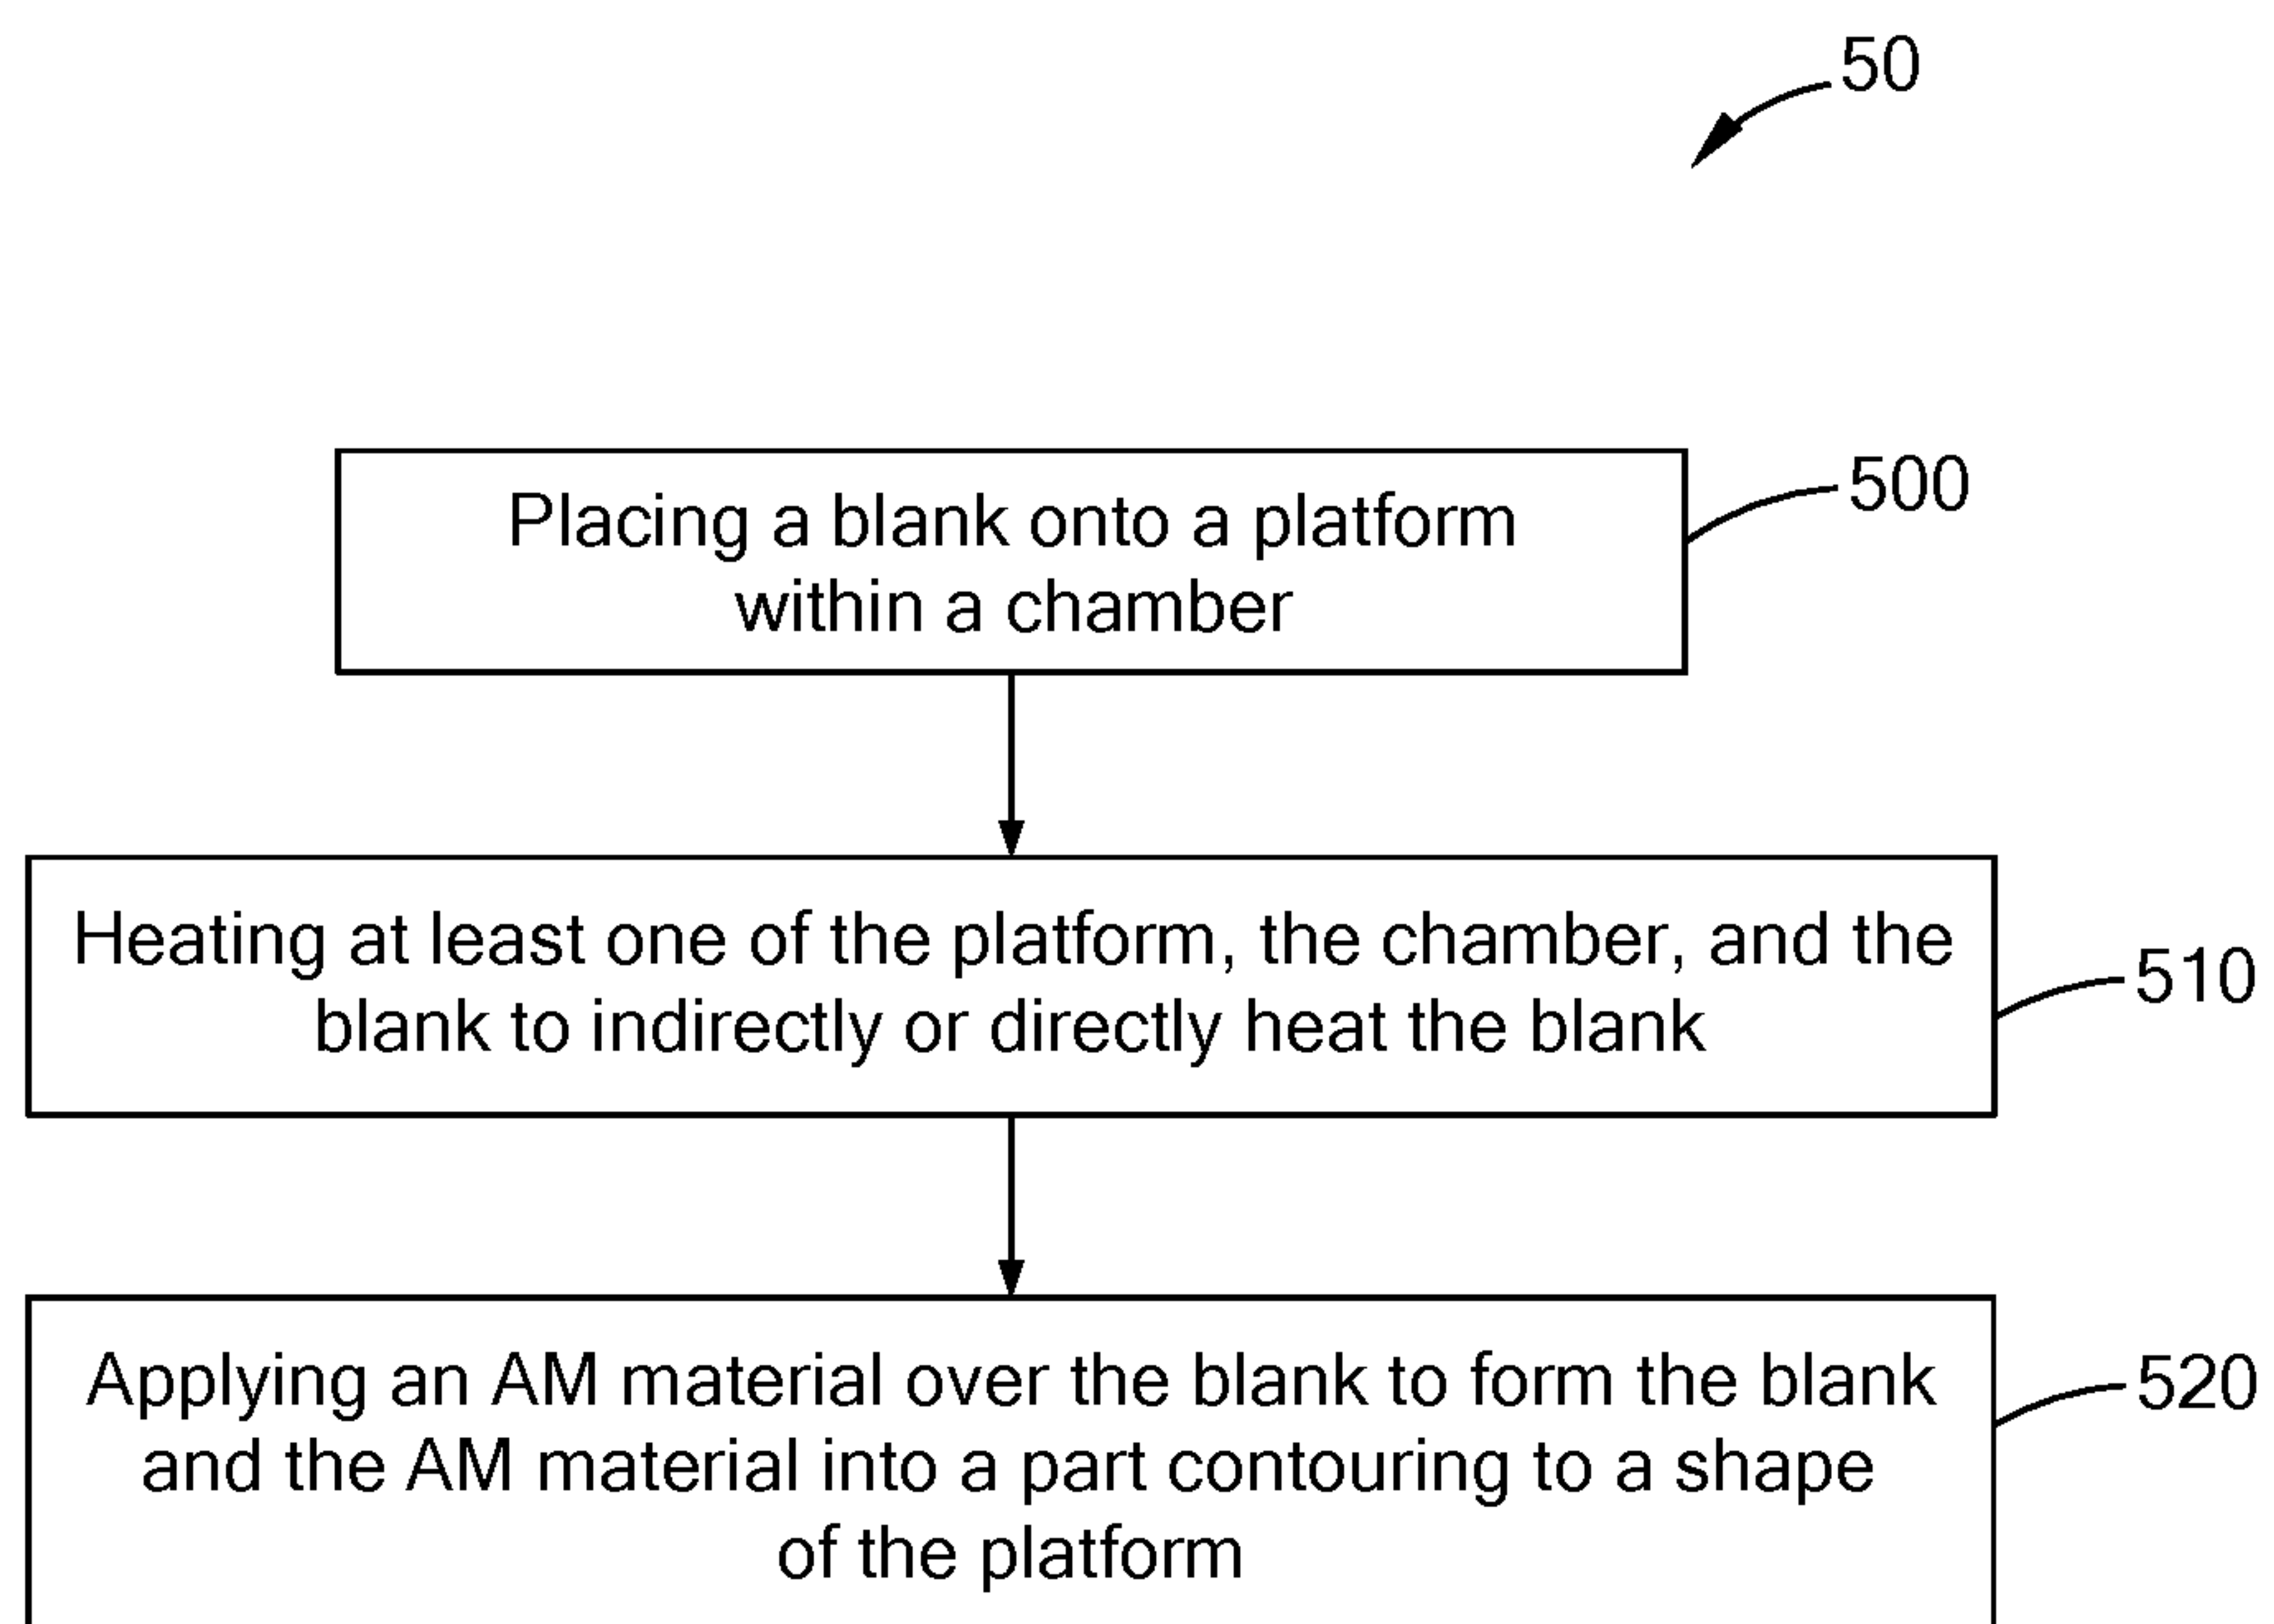 50
Placing a blank onto a platform
within a chamber
500
Heating at least one of the platform, the chamber, and the
blank to indirectly or directly heat the blank
510
Applying an AM material over the blank to form the blank
and the AM material into a part contouring to a shape
of the platform
520